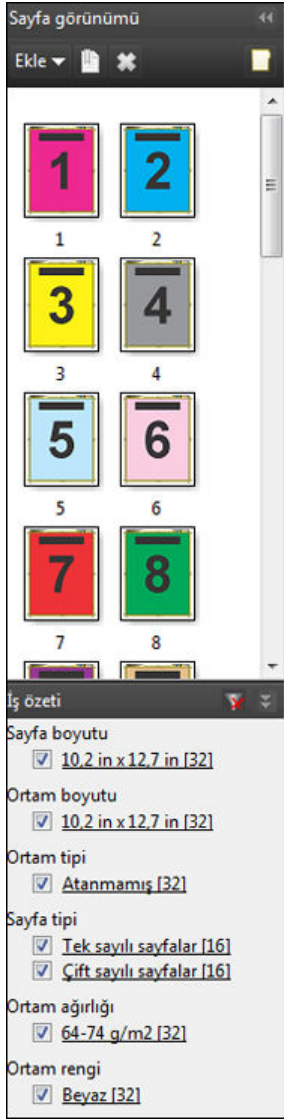 Sayfa görünümü
Ekle
1 2
1 2
3 4
3 4
5 6
5 6
7 8
7 8
İş özeti
Sayfa boyutu
10,2 in x 12,7 in [32]
Ortam boyutu
10,2 in x 12,7 in [32]
Ortam tipi
Atanmamış [32]
Sayfa tipi
Tek sayılı sayfalar [16]
Çift sayılı sayfalar [16]
Ortam ağırlığı
64-74 g/m2 [32]
Ortam rengi
Beyaz [32]